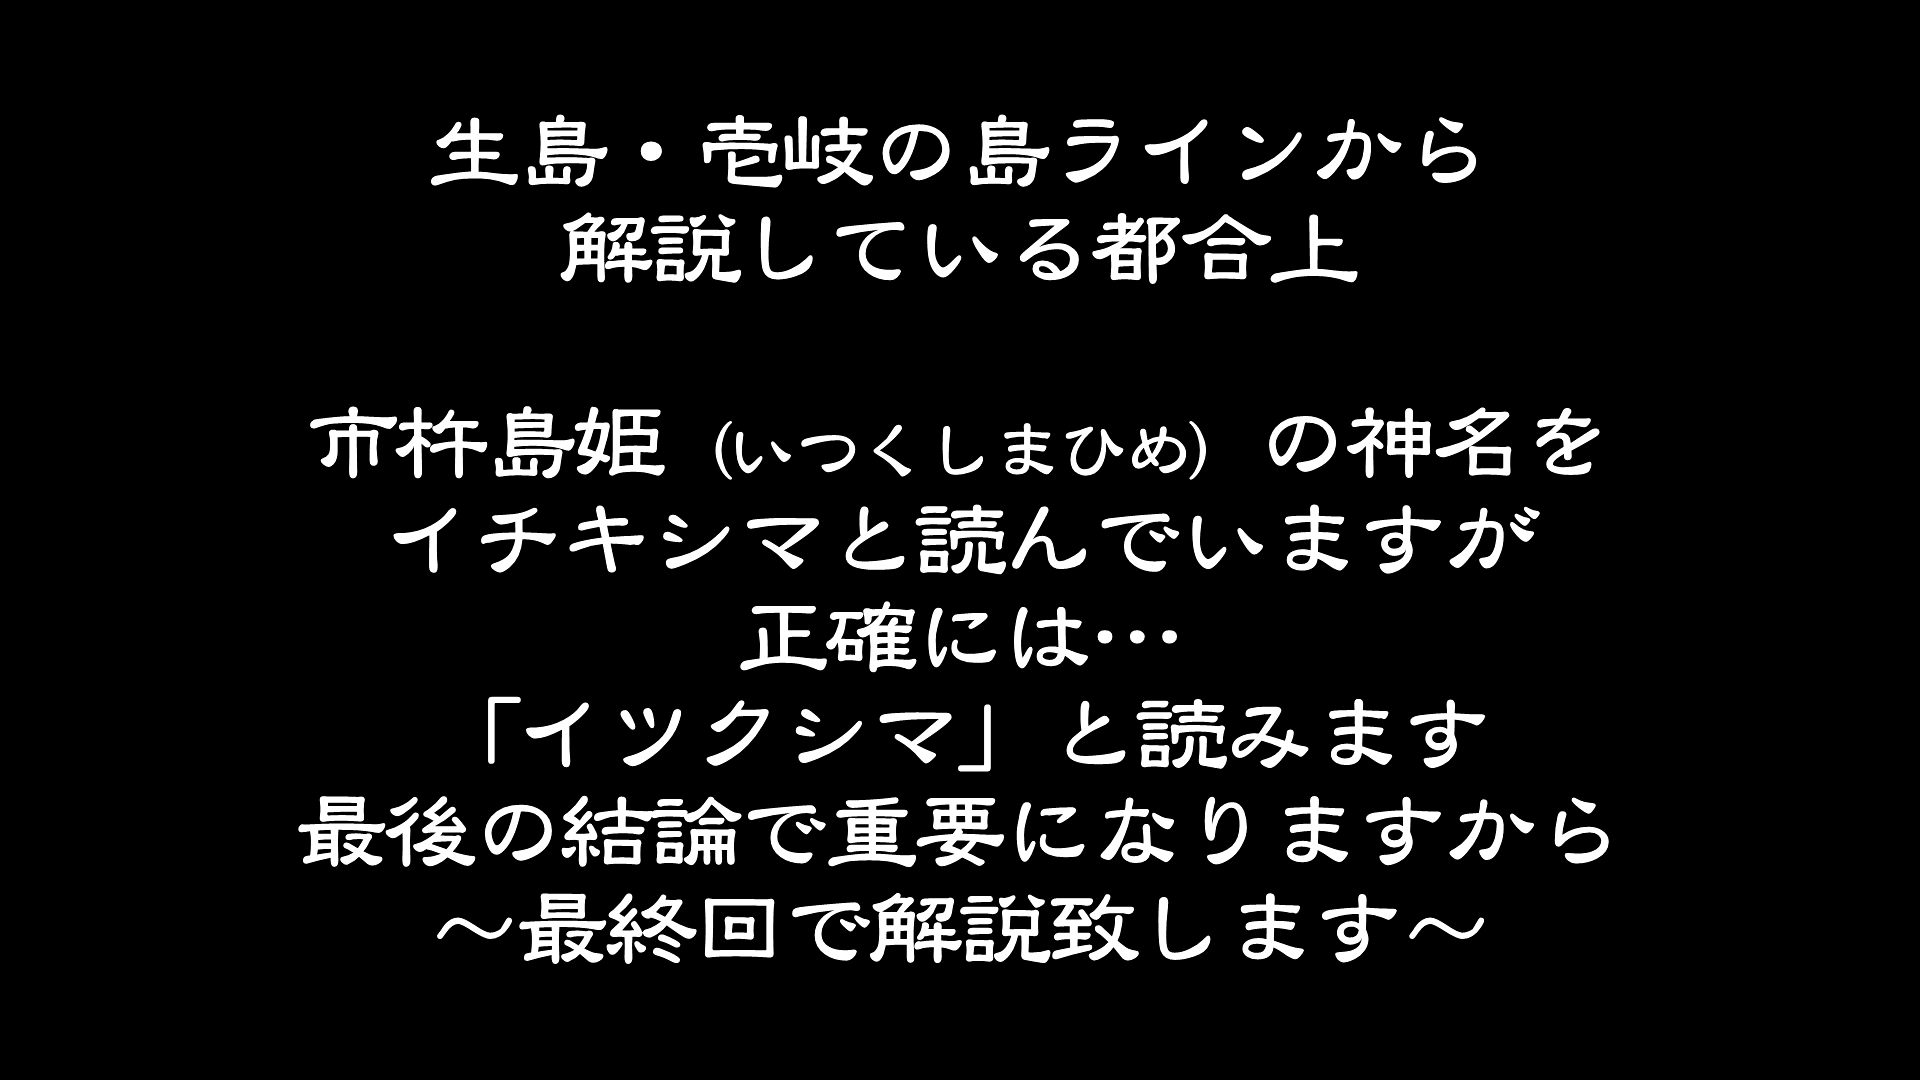 生島・壱岐の島ラインから
解説している都合上
市杵島姫（いつくしまひめ）の神名を
イチキシマと読んでいますが
正確には…
「イツクシマ」と読みます
最後の結論で重要になりますから
～最終回で解説致します～